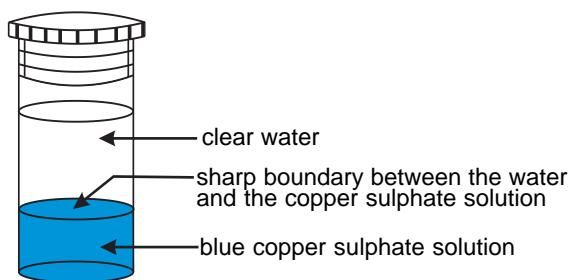 clear water
sharp boundary between the water
and the copper sulphate solution
blue copper sulphate solution